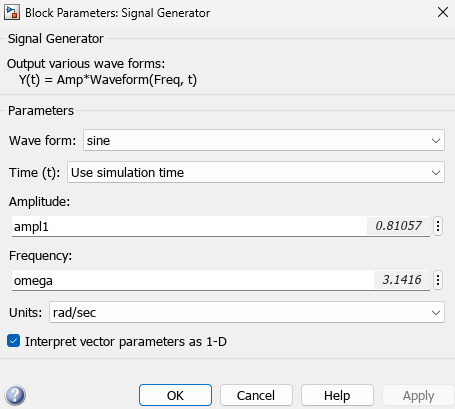 Block Parameters: Signal Generator
Signal Generator
Output various wave forms:
Y(t) = Amp*Waveform(Freq, t)
Parameters
Wave form: sine
Time (t): Use simulation time
Amplitude:
ampl1 0.81057
Frequency:
omega 3.1416
Units: rad/sec
Interpret vector parameters as 1-D
? OK Cancel Help Apply